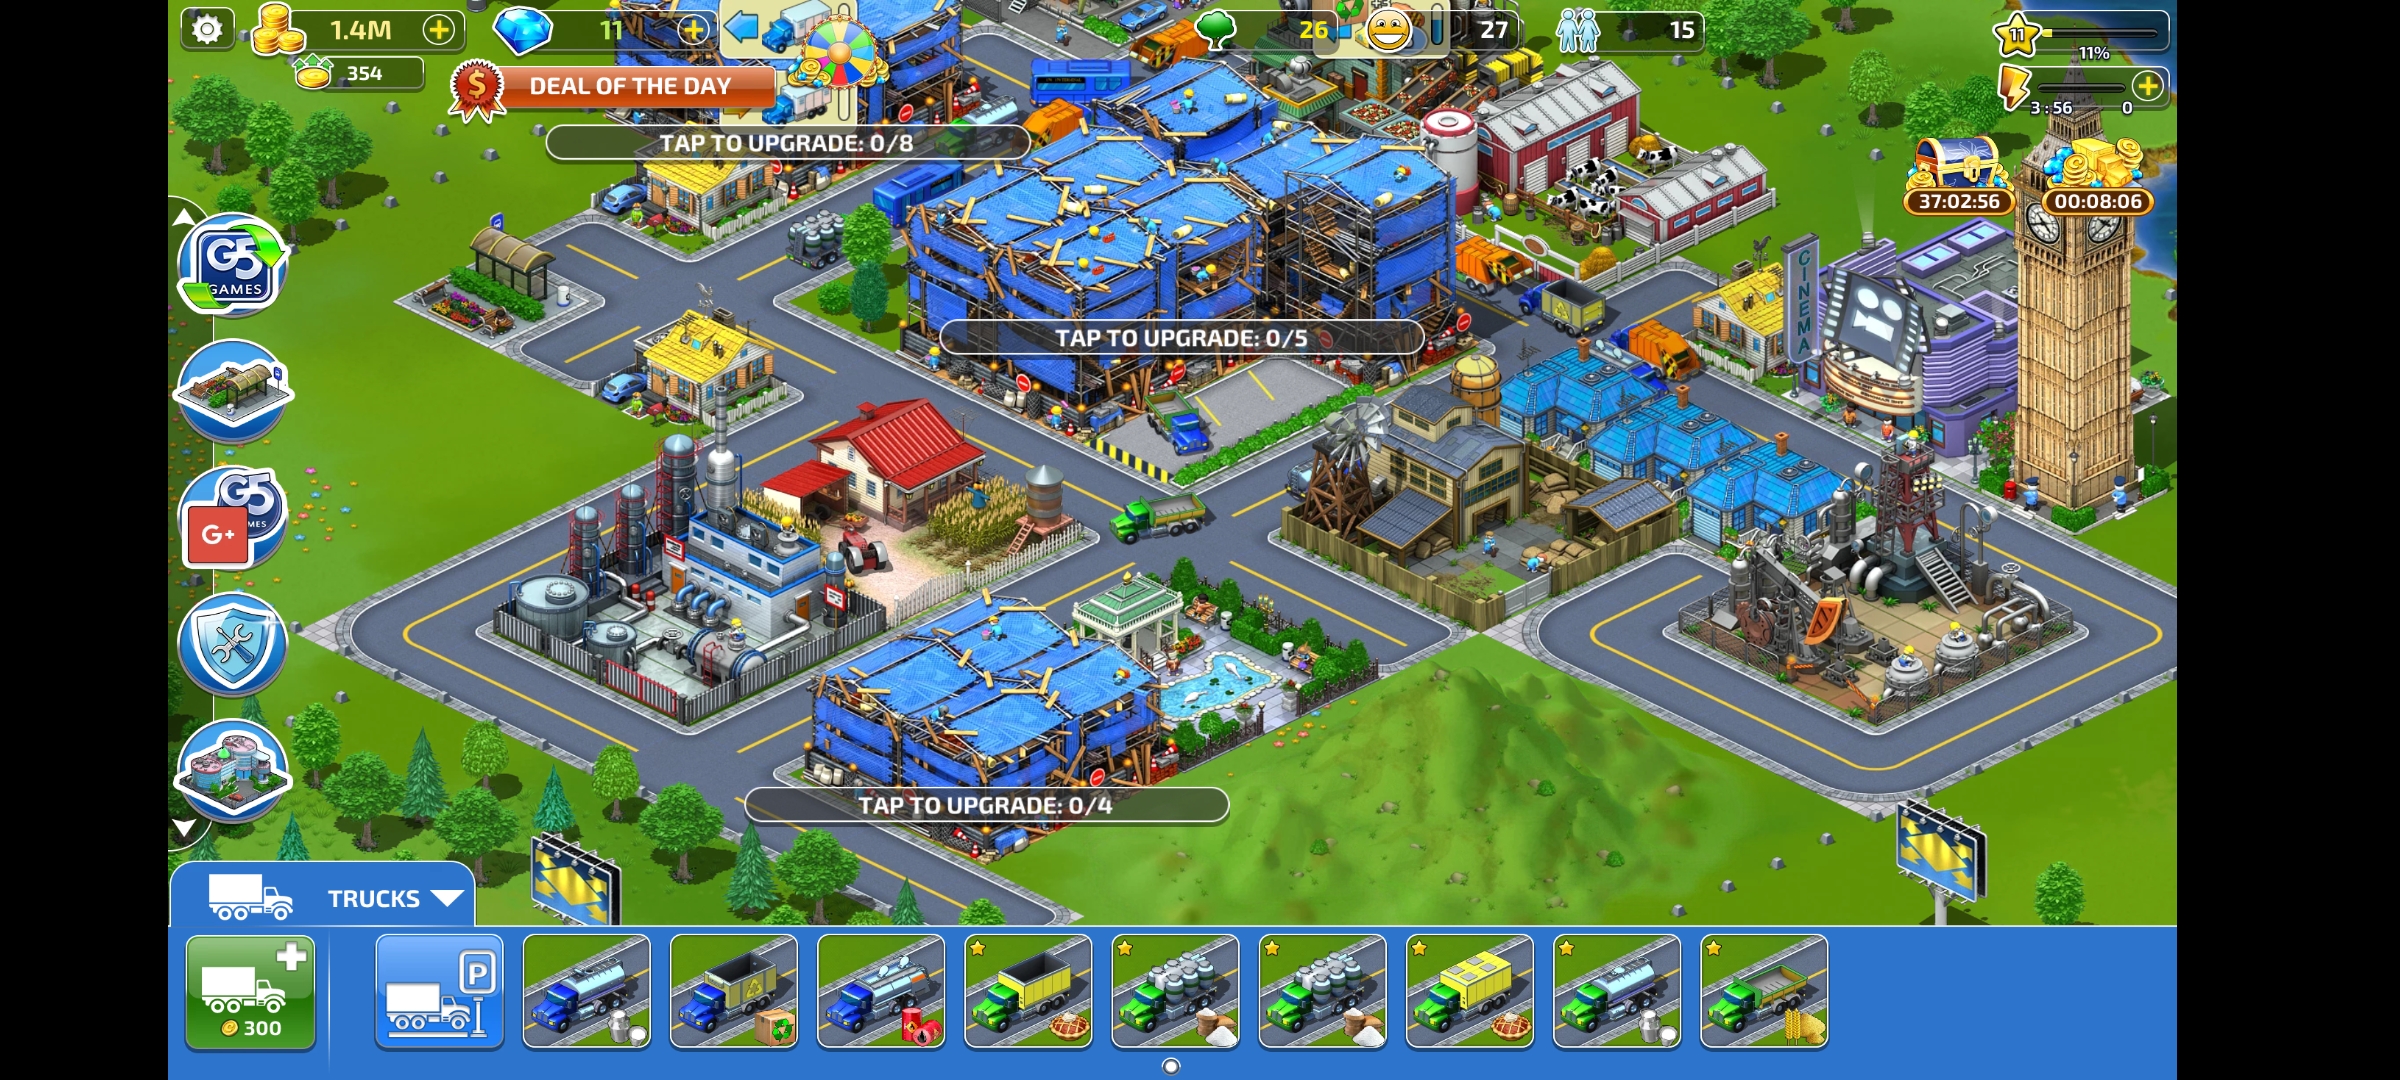 1.4M
11
26
27
15
11
11%
354
DEAL OF THE DAY
3:56
0
TAP TO UPGRADE: 0/8
37:02:56
00:08:06
G5
GAMES
CINEMA
TAP TO UPGRADE: 0/5
G5
MES
G+
TAP TO UPGRADE: 0/4
TRUCKS
300
P